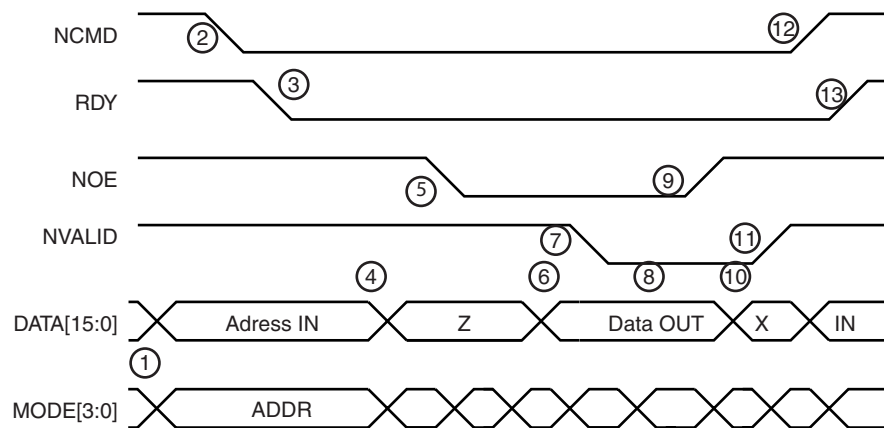 NCMD ② ⑫
RDY ③ ⑬
NOE ⑤ ⑨
NVALID ⑦ ⑪
④ ⑥ ⑧ ⑩
DATA[15:0] Adress IN Z Data OUT X IN
①
MODE[3:0] ADDR